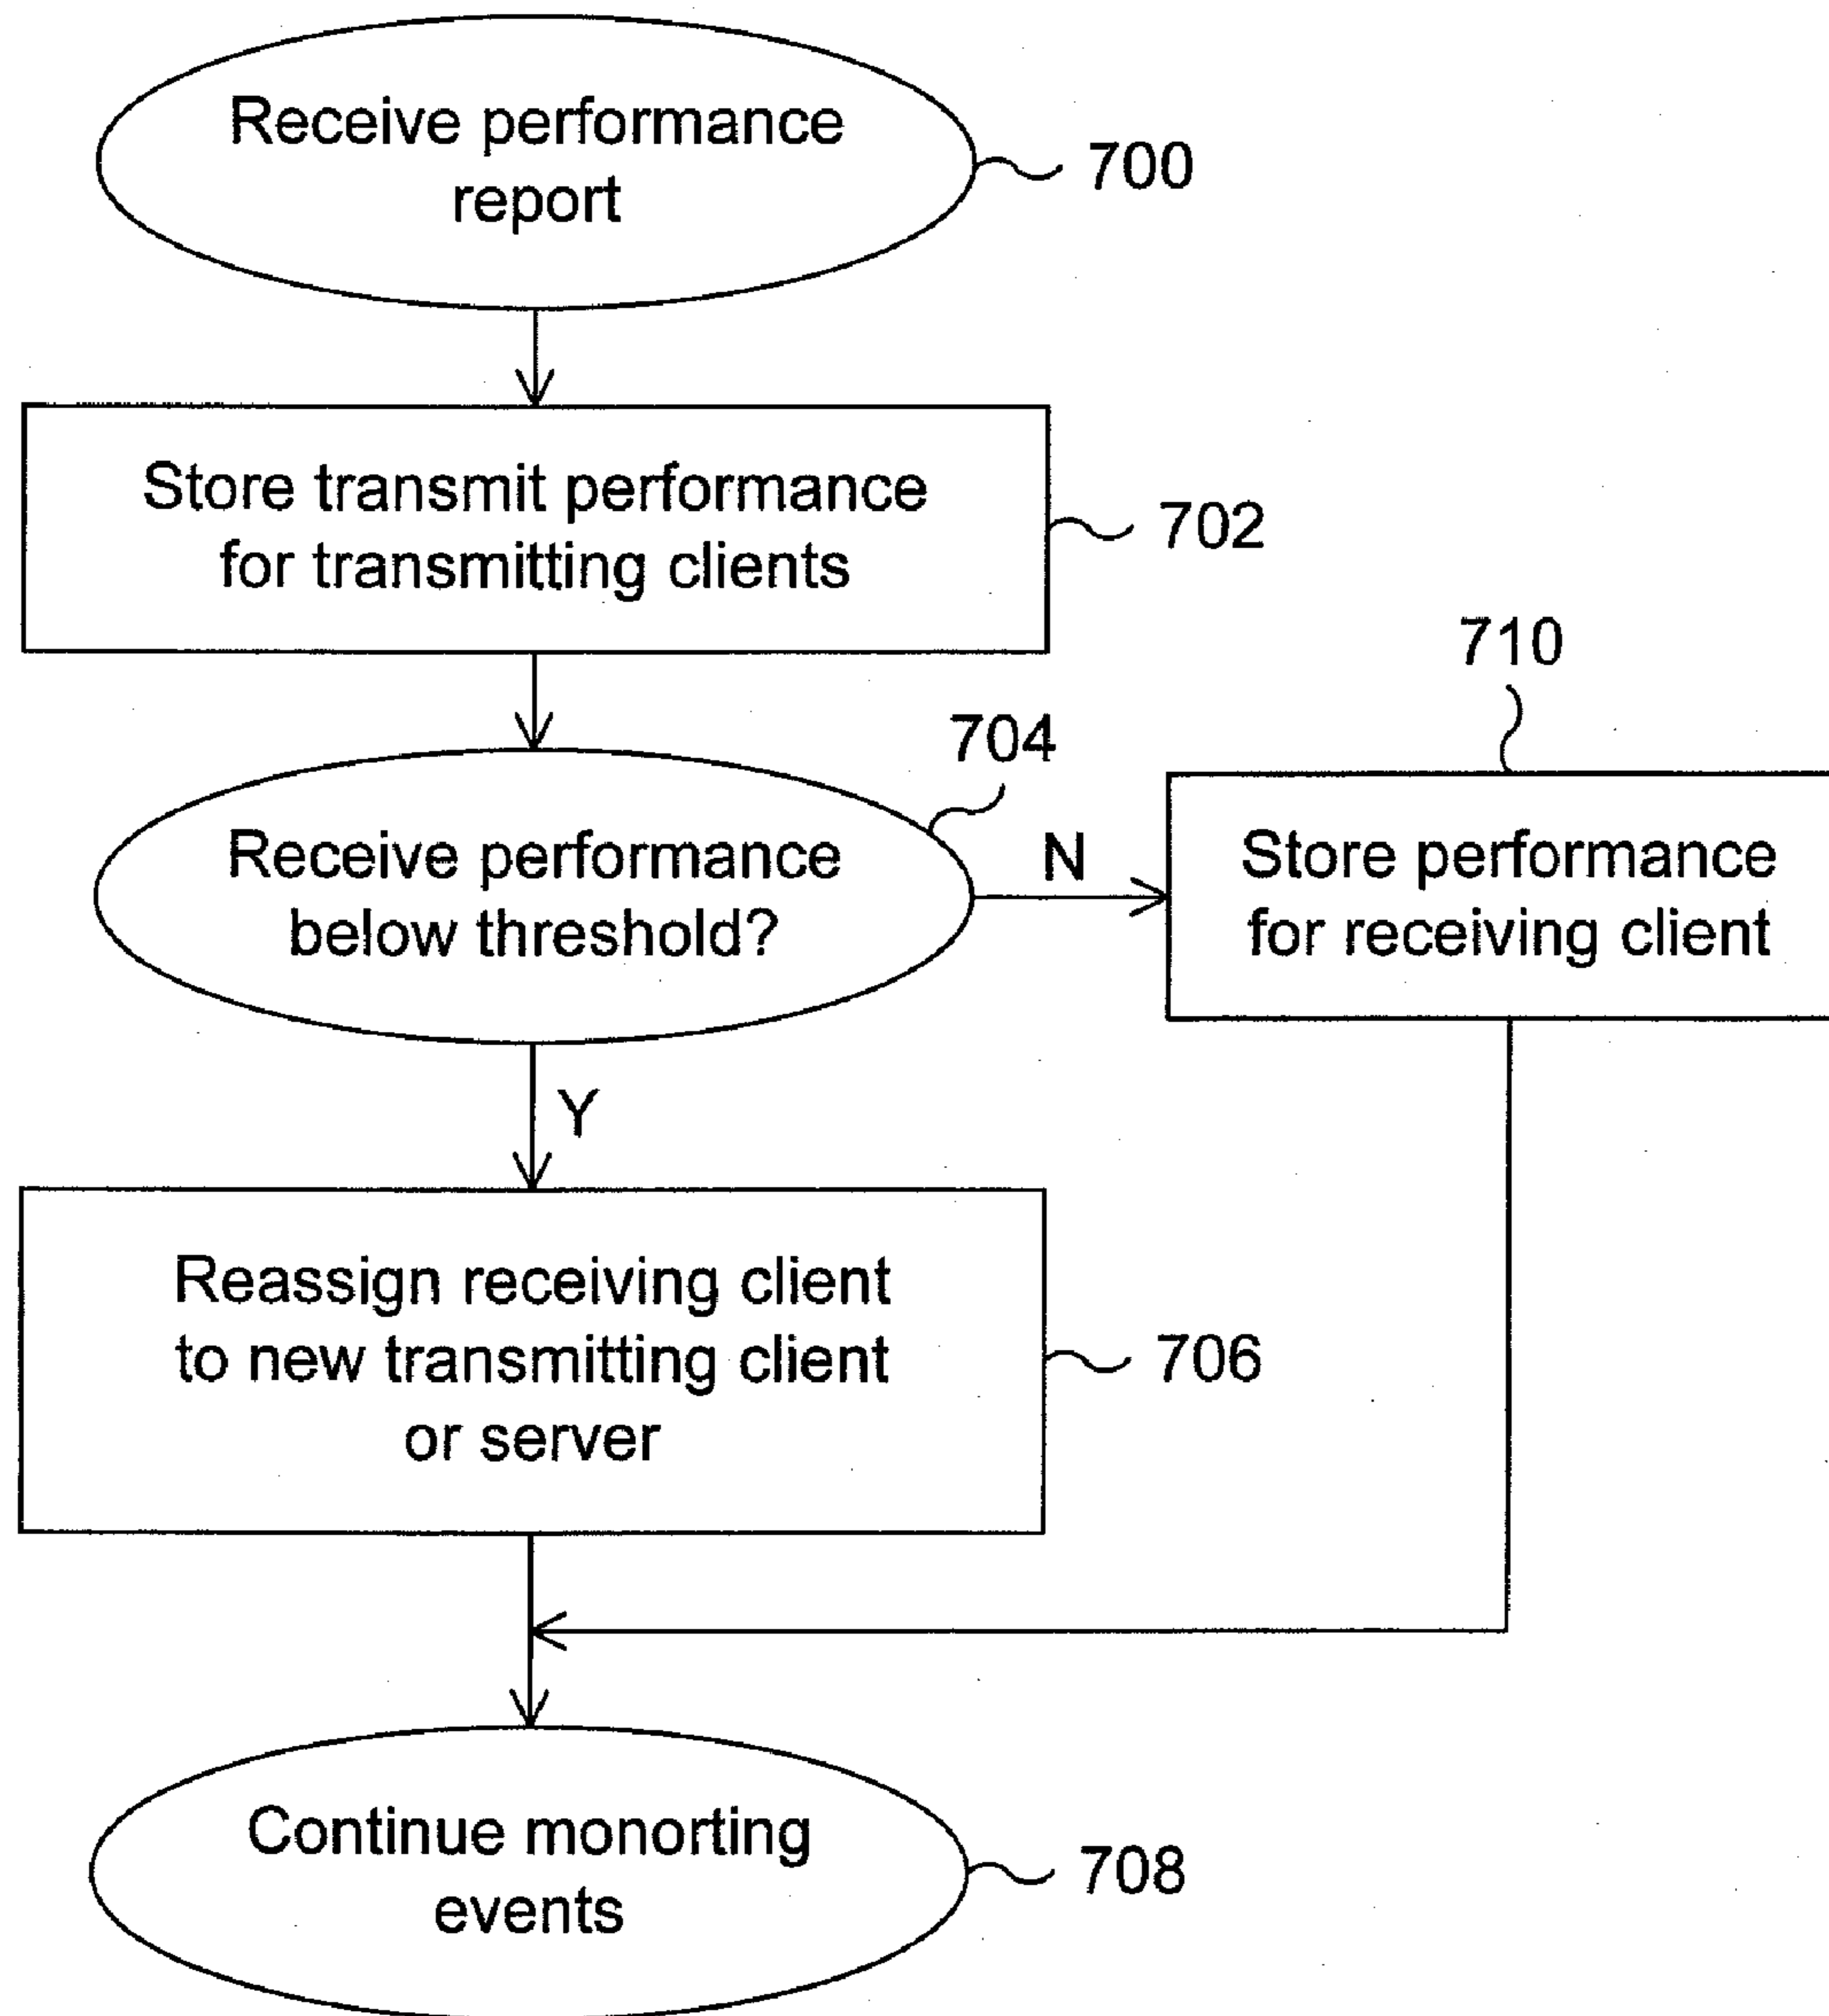 Receive performance
report
700
Store transmit performance
for transmitting clients
702
704
Receive performance
below threshold?
N
710
Store performance
for receiving client
Y
Reassign receiving client
to new transmitting client
or server
706
Continue monorting
events
708